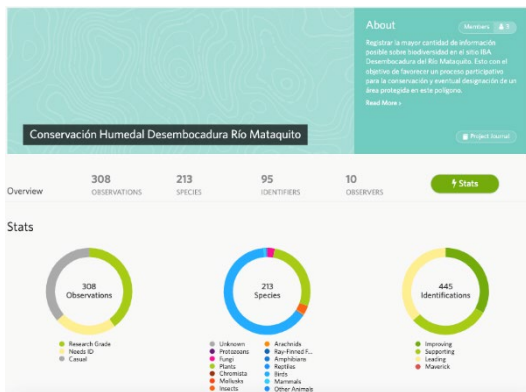 About
Members 5
Registrar la mayor cantidad de información
posible sobre biodiversidad en el sitio IBA
Desembocadura del Río Mataquito. Esto con el
objetivo de favorecer un proceso participativo
para la conservación y eventual designación de un
área protegida en este polígono.
Read More ›
Project Journal
Conservación Humedal Desembocadura Río Mataquito
Overview
308
OBSERVATIONS
213
SPECIES
95
IDENTIFIERS
10
OBSERVERS
Stats
Stats
308
Observations
Research Grade
Needs ID
Casual
213
Species
Unknown
Protozoans
Fungi
Plants
Chromista
Mollusks
Insects
Arachnids
Ray-Finned F...
Amphibians
Reptiles
Birds
Mammals
Other Animals
445
Identifications
Improving
Supporting
Leading
Maverick